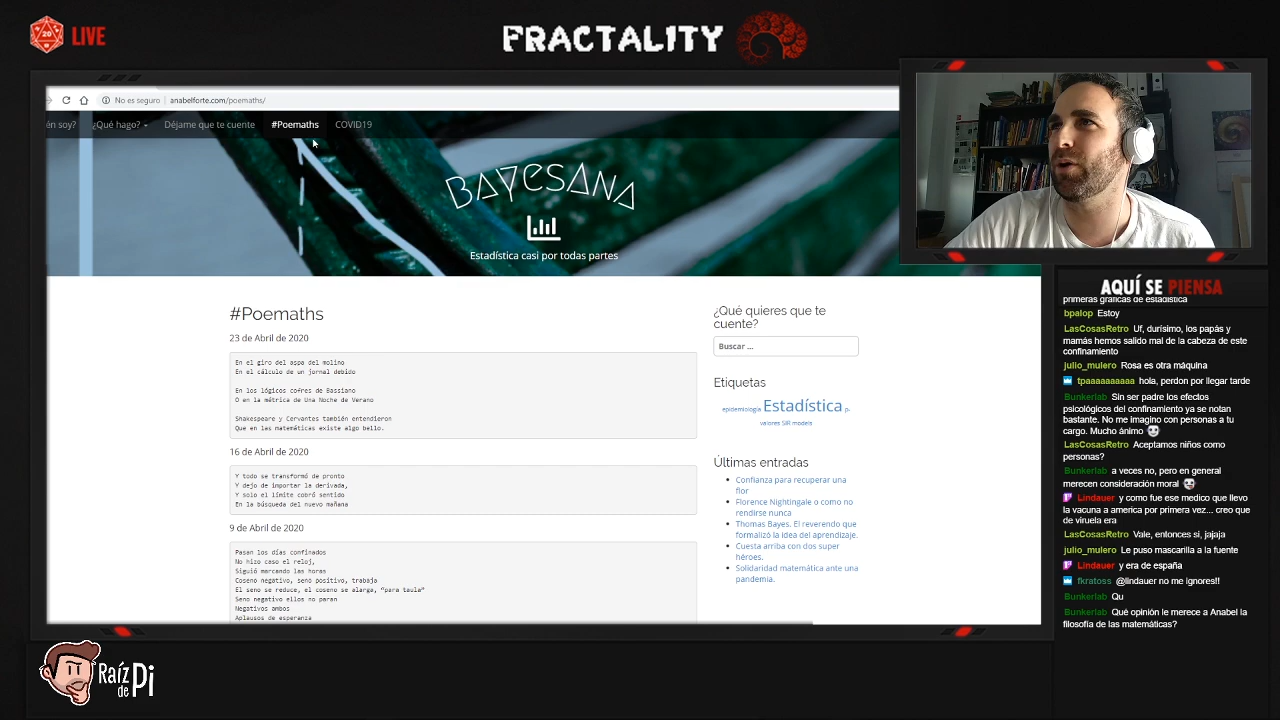 20 LIVE
FRACTALITY
No es seguro | anabelforte.com/poemaths/
én soy? ¿Qué hago? Déjame que te cuente #Poemaths COVID19
BAYESANA
Estadística casi por todas partes
#Poemaths
23 de Abril de 2020
En el giro del aspa del molino
En el cálculo de un jornal debido
En los lógicos cofres de Bassiano
O en la métrica de Una Noche de Verano
Shakespeare y Cervantes también entendieron
Que en las matemáticas existe algo bello.
16 de Abril de 2020
Y todo se transformó de pronto
Y dejo de importar la derivada,
Y solo el límite cobró sentido
En la búsqueda del nuevo mañana
9 de Abril de 2020
Pasan los días confinados
No hizo caso el reloj,
Siguió marcando las horas
Coseno negativo, seno positivo, trabaja
El seno se reduce, el coseno se alarga, "para taula"
Seno negativo ellos no paran
Negativos ambos
Aplausos de esperanza
¿Qué quieres que te
cuente?
Buscar ...
Etiquetas
epidemiología Estadística p-
valores SIR models
Últimas entradas
Confianza para recuperar una
flor
Florence Nightingale o como no
rendirse nunca
Thomas Bayes. El reverendo que
formalizó la idea del aprendizaje.
Cuesta arriba con dos super
héroes.
Solidaridad matemática ante una
pandemia.
AQUÍ SE PIENSA
primeras gráficas de estadística
bpalop Estoy
LasCosasRetro Uf, durísimo, los papás y
mamás hemos salido mal de la cabeza de este
confinamiento
julio_mulero Rosa es otra máquina
tpaaaaaaaaaa hola, perdon por llegar tarde
Bunkerlab Sin ser padre los efectos
psicológicos del confinamiento ya se notan
bastante. No me imagino con personas a tu
cargo. Mucho ánimo
LasCosasRetro Aceptamos niños como
personas?
Bunkerlab a veces no, pero en general
merecen consideración moral
Lindauer y como fue ese medico que llevo
la vacuna a america por primera vez... creo que
de viruela era
LasCosasRetro Vale, entonces si, jajaja
julio_mulero Le puso mascarilla a la fuente
Lindauer y era de españa
fkratoss @lindauer no me ignores!!
Bunkerlab Qu
Bunkerlab Qué opinión le merece a Anabel la
filosofía de las matemáticas?
Raíz
de Pi